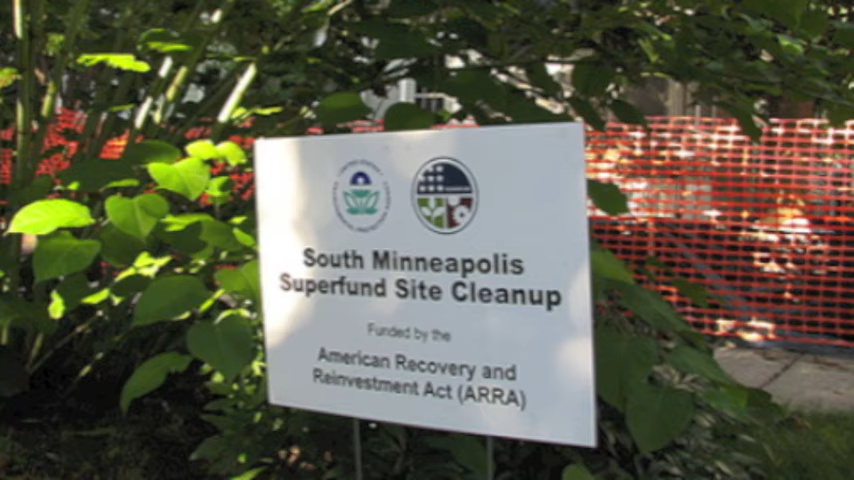 South Minneapolis
Superfund Site Cleanup
Funded by the
American Recovery and
Reinvestment Act (ARRA)